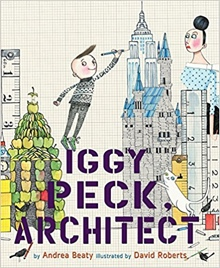 IGGY
PECK,
ARCHITECT
by Andrea Beaty illustrated by David Roberts